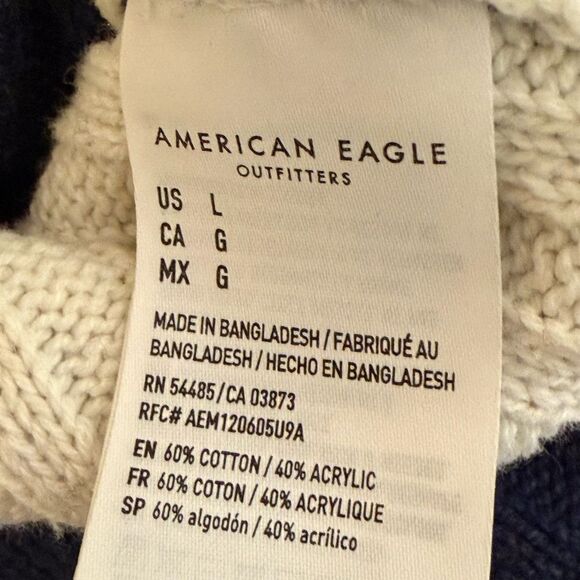 AMERICAN EAGLE
OUTFITTERS
US L
CA G
MX G
MADE IN BANGLADESH / FABRIQUÉ AU
BANGLADESH / HECHO EN BANGLADESH
RN 54485 / CA 03873
RFC# AEM120605U9A
EN 60% COTTON / 40% ACRYLIC
FR 60% COTON / 40% ACRYLIQUE
SP 60% algodón / 40% acrílico